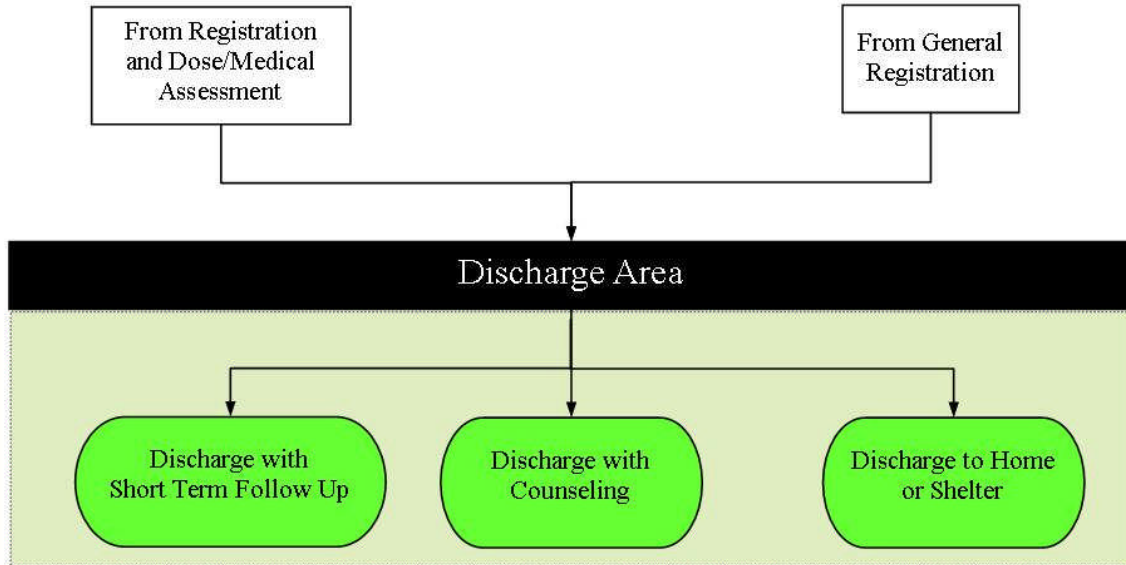 From Registration
and Dose/Medical
Assessment
From General
Registration
Discharge Area
Discharge with
Short Term Follow Up
Discharge with
Counseling
Discharge to Home
or Shelter